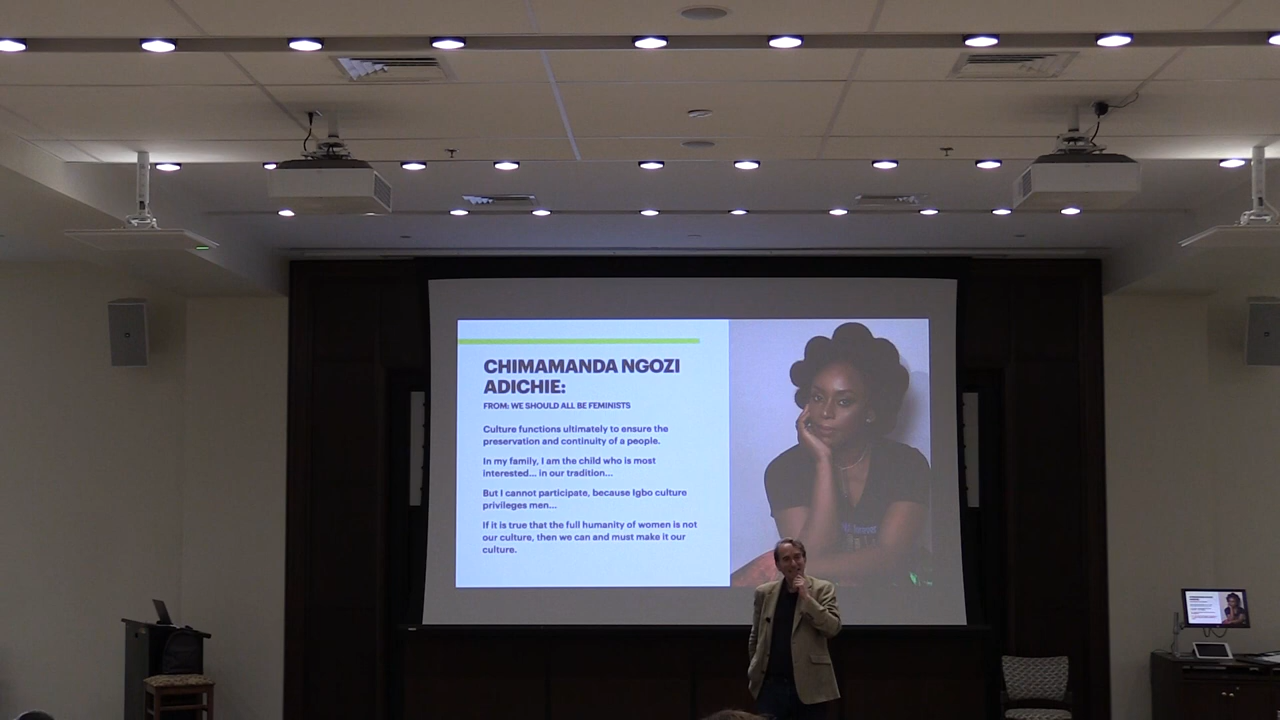 CHIMAMANDA NGOZI
ADICHIE:
FROM: WE SHOULD ALL BE FEMINISTS
Culture functions ultimately to ensure the
preservation and continuity of a people.
In my family, I am the child who is most
interested... in our tradition...
But I cannot participate, because Igbo culture
privileges men...
If it is true that the full humanity of women is not
our culture, then we can and must make it our
culture.